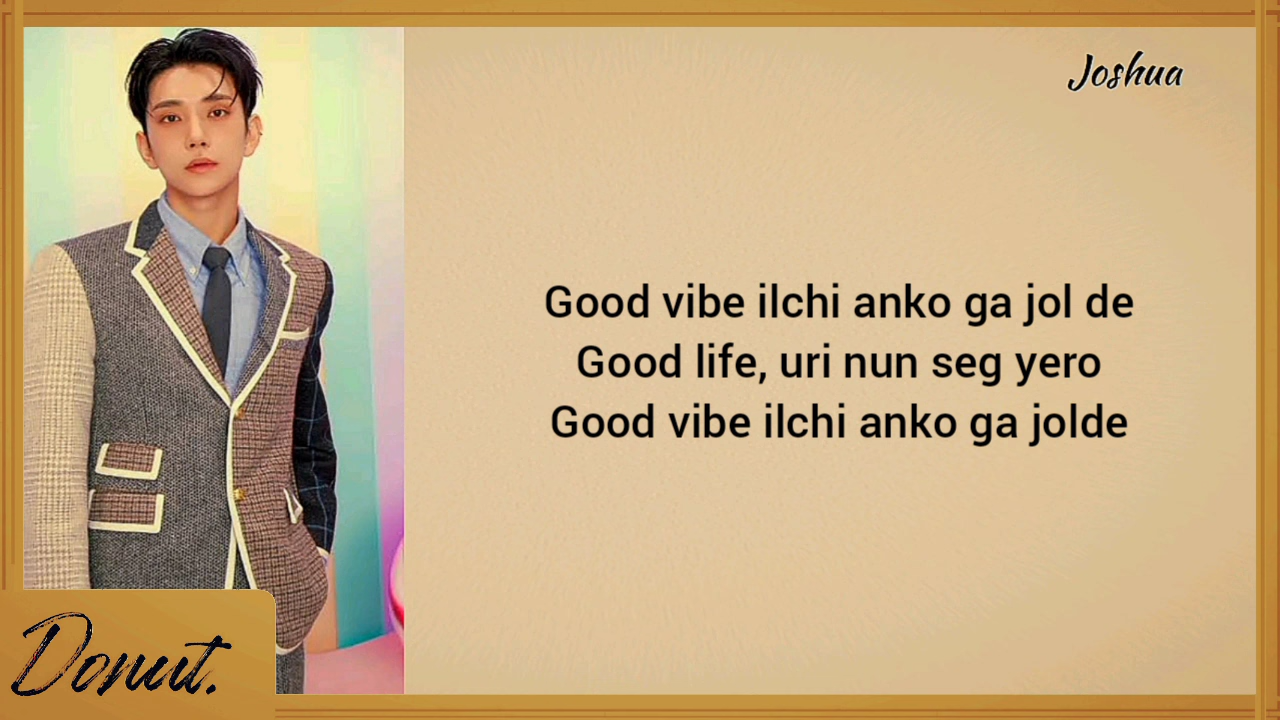 Joshua
Good vibe ilchi anko ga jol de
Good life, uri nun seg yero
Good vibe ilchi anko ga jolde
Donut.